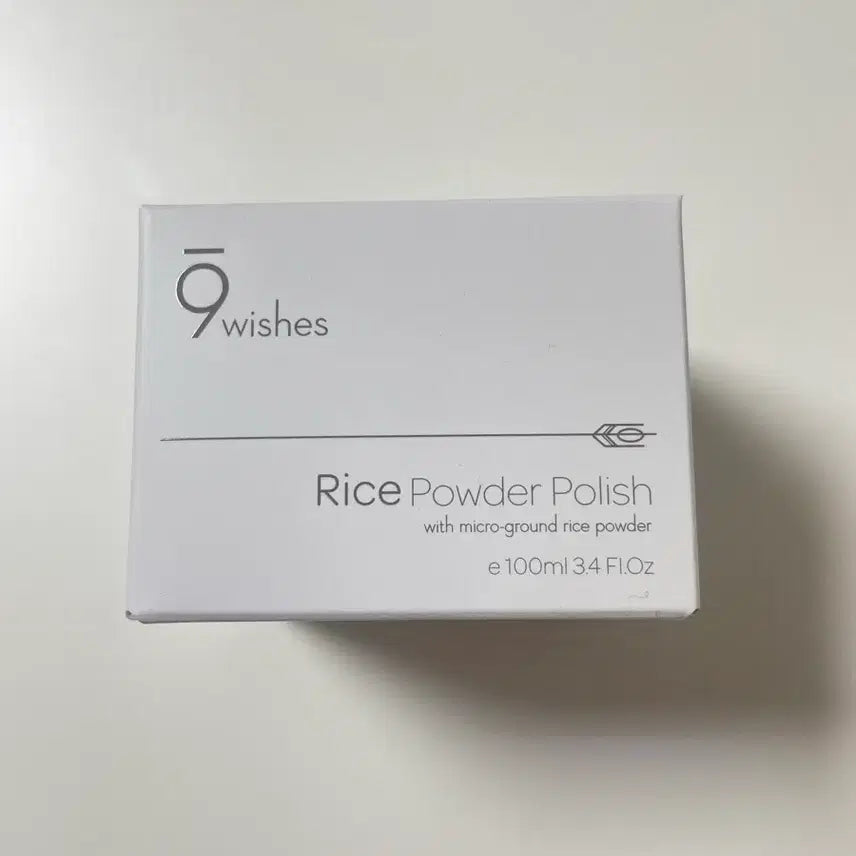 9wishes
Rice Powder Polish
with micro-ground rice powder
e 100ml 3.4 Fl.Oz